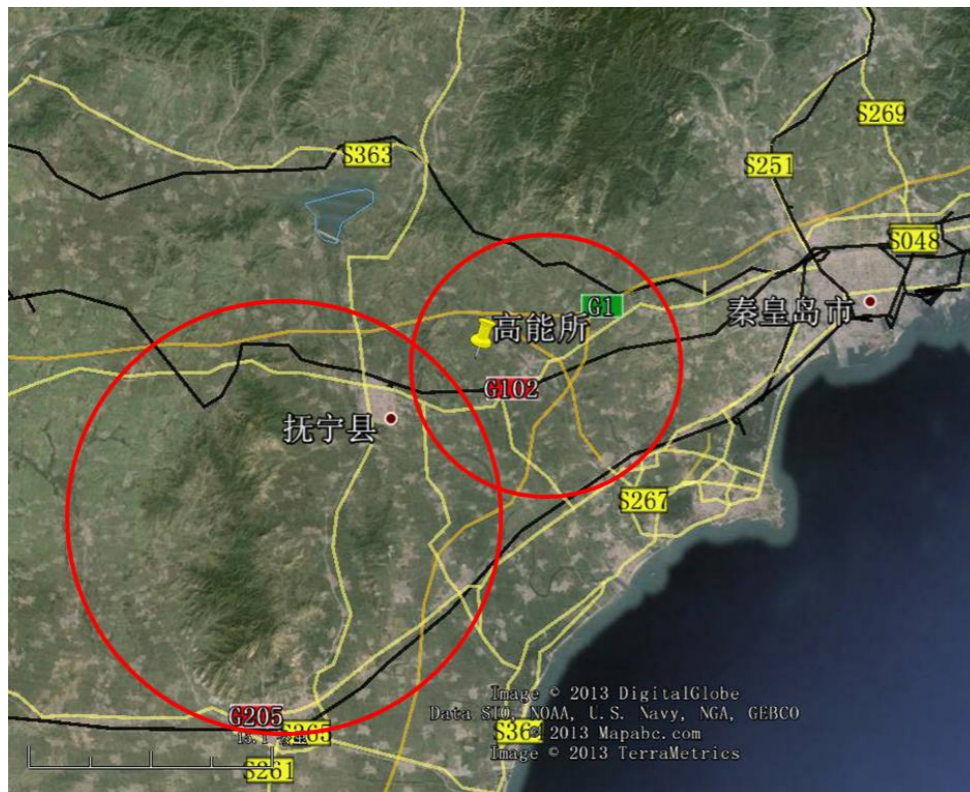 S269
S363
S251
S048
G1
秦皇岛市
高能所
G102
抚宁县
S267
Image © 2013 DigitalGlobe
Data SIO, NOAA, U.S. Navy, NGA, GEBCO
G205
© 2013 Mapabc.com
Image © 2013 TerraMetrics
S261